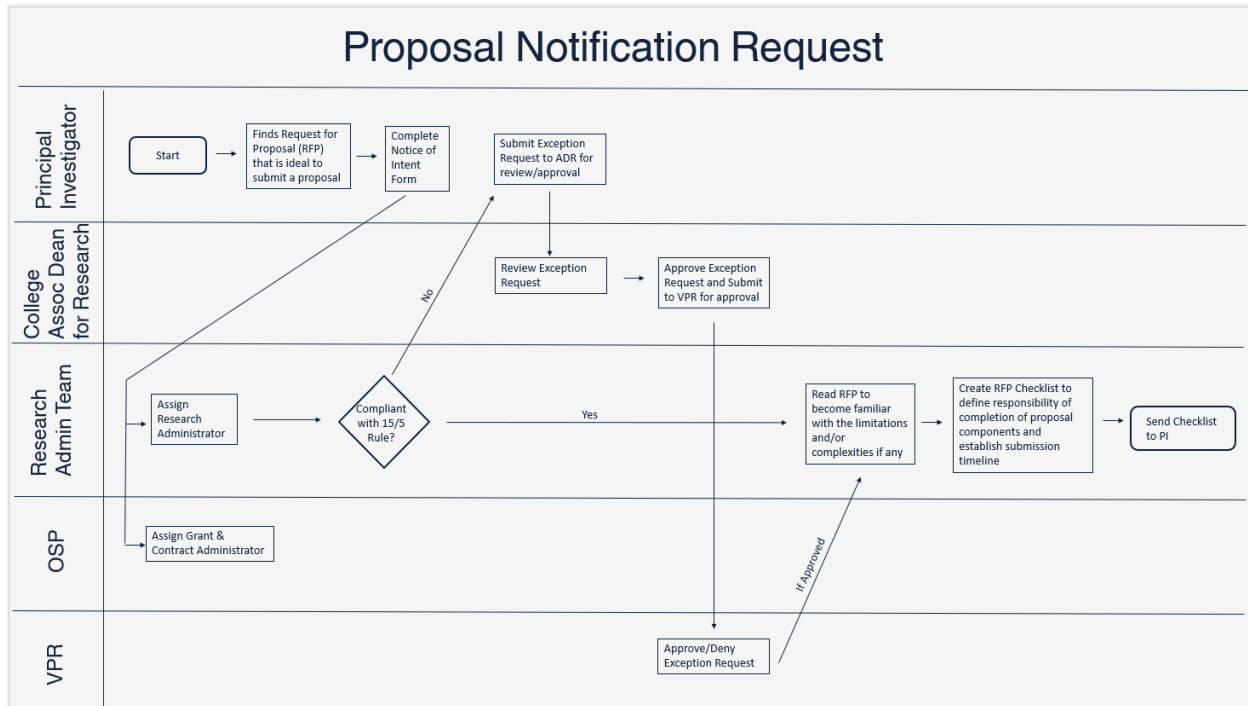 Proposal Notification Request
Principal
Investigator
Start
Finds Request for
Proposal (RFP)
that is ideal to
submit a proposal
Complete
Notice of
Intent
Form
Submit Exception
Request to ADR for
review/approval
College
Assoc Dean
for Research
Review Exception
Request
Approve Exception
Request and Submit
to VPR for approval
No
Research
Admin Team
Assign
Research
Administrator
Compliant
with 15/5
Rule?
Yes
Read RFP to
become familiar
with the limitations
and/or
complexities if any
Create RFP Checklist to
define responsibility of
completion of proposal
components and
establish submission
timeline
Send Checklist
to PI
OSP
Assign Grant &
Contract Administrator
If Approved
VPR
Approve/Deny
Exception Request